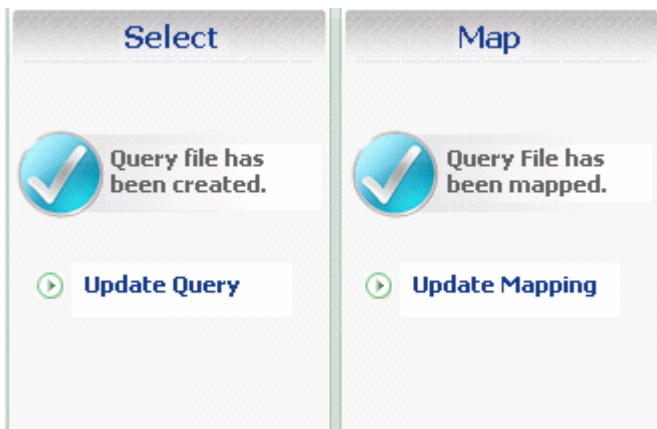 Select
Query file has
been created.
Update Query
Map
Query File has
been mapped.
Update Mapping